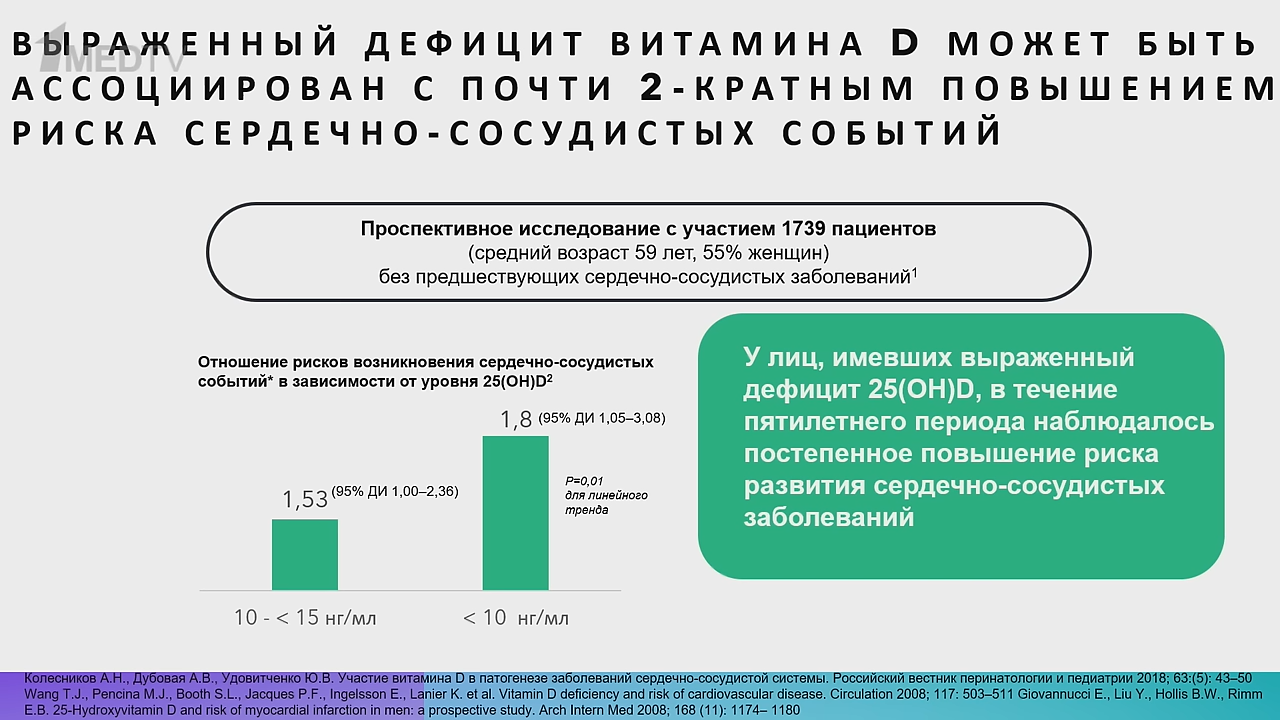 ВЫРАЖЕННЫЙ ДЕФИЦИТ ВИТАМИНА D МОЖЕТ БЫТЬ
АССОЦИИРОВАН С ПОЧТИ 2-КРАТНЫМ ПОВЫШЕНИЕМ
РИСКА СЕРДЕЧНО-СОСУДИСТЫХ СОБЫТИЙ
1MEDTV
Проспективное исследование с участием 1739 пациентов
(средний возраст 59 лет, 55% женщин)
без предшествующих сердечно-сосудистых заболеваний¹
Отношение рисков возникновения сердечно-сосудистых
событий* в зависимости от уровня 25(OH)D²
1,8 (95% ДИ 1,05–3,08)
1,53 (95% ДИ 1,00–2,36)
P=0,01
для линейного
тренда
10 - < 15 нг/мл
< 10 нг/мл
У лиц, имевших выраженный
дефицит 25(OH)D, в течение
пятилетнего периода наблюдалось
постепенное повышение риска
развития сердечно-сосудистых
заболеваний
Колесников А.Н., Дубовая А.В., Удовитченко Ю.В. Участие витамина D в патогенезе заболеваний сердечно-сосудистой системы. Российский вестник перинатологии и педиатрии 2018; 63:(5): 43–50
Wang T.J., Pencina M.J., Booth S.L., Jacques P.F., Ingelsson E., Lanier K. et al. Vitamin D deficiency and risk of cardiovascular disease. Circulation 2008; 117: 503–511 Giovannucci E., Liu Y., Hollis B.W., Rimm
E.B. 25-Hydroxyvitamin D and risk of myocardial infarction in men: a prospective study. Arch Intern Med 2008; 168 (11): 1174– 1180